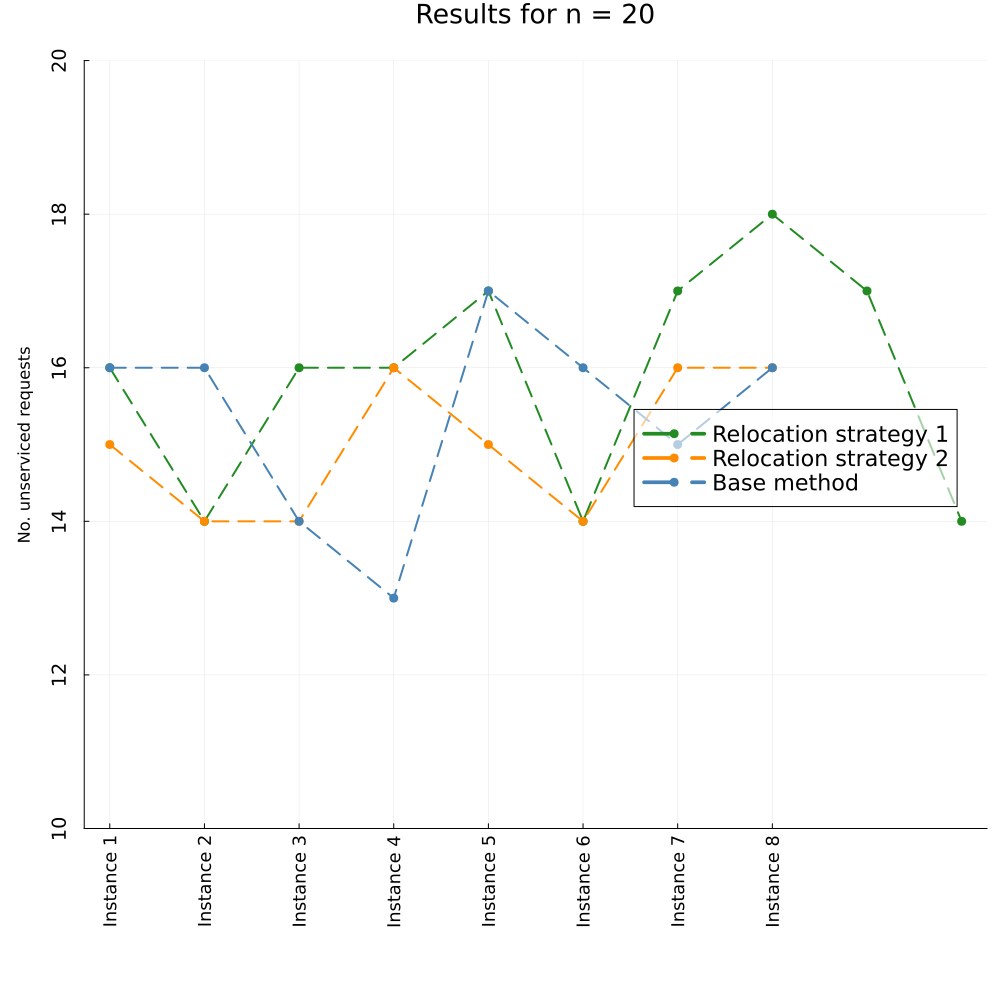 Results for n = 20
No. unserviced requests
20
18
16
14
12
10
Relocation strategy 1
Relocation strategy 2
Base method
Instance 1
Instance 2
Instance 3
Instance 4
Instance 5
Instance 6
Instance 7
Instance 8